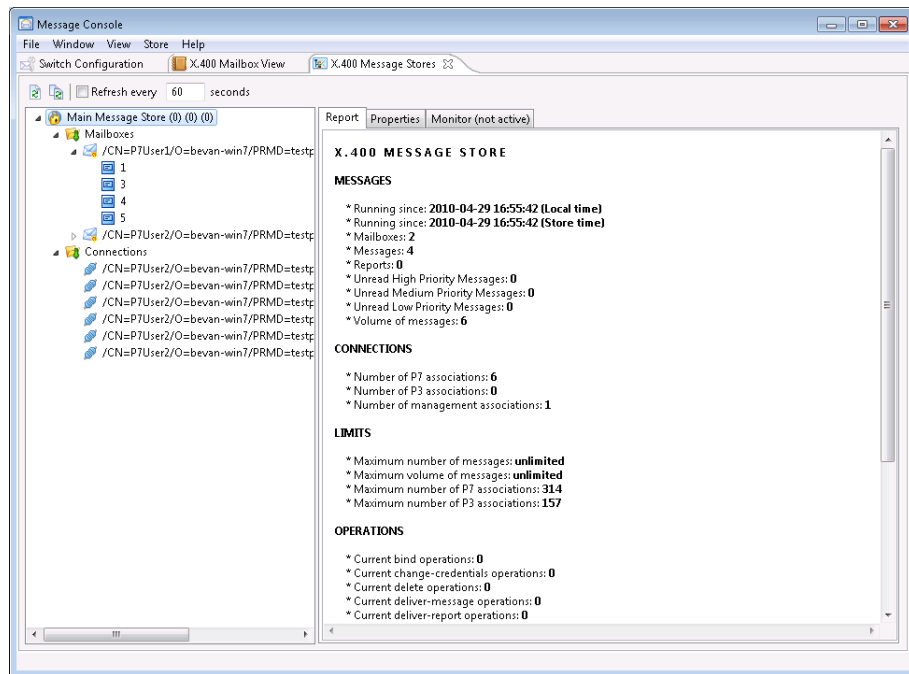 Message Console
File Window View Store Help
Switch Configuration X.400 Mailbox View X.400 Message Stores
Refresh every 60 seconds
Main Message Store (0) (0) (0)
Mailboxes
/CN=P7User1/O=bevan-win7/PRMD=testp
1
3
4
5
/CN=P7User2/O=bevan-win7/PRMD=testp
Connections
/CN=P7User2/O=bevan-win7/PRMD=testp
/CN=P7User2/O=bevan-win7/PRMD=testp
/CN=P7User2/O=bevan-win7/PRMD=testp
/CN=P7User2/O=bevan-win7/PRMD=testp
/CN=P7User2/O=bevan-win7/PRMD=testp
/CN=P7User2/O=bevan-win7/PRMD=testp
Report Properties Monitor (not active)
X.400 MESSAGE STORE
MESSAGES
* Running since: 2010-04-29 16:55:42 (Local time)
* Running since: 2010-04-29 16:55:42 (Store time)
* Mailboxes: 2
* Messages: 4
* Reports: 0
* Unread High Priority Messages: 0
* Unread Medium Priority Messages: 0
* Unread Low Priority Messages: 0
* Volume of messages: 6
CONNECTIONS
* Number of P7 associations: 6
* Number of P3 associations: 0
* Number of management associations: 1
LIMITS
* Maximum number of messages: unlimited
* Maximum volume of messages: unlimited
* Maximum number of P7 associations: 314
* Maximum number of P3 associations: 157
OPERATIONS
* Current bind operations: 0
* Current change-credentials operations: 0
* Current delete operations: 0
* Current deliver-message operations: 0
* Current deliver-report operations: 0